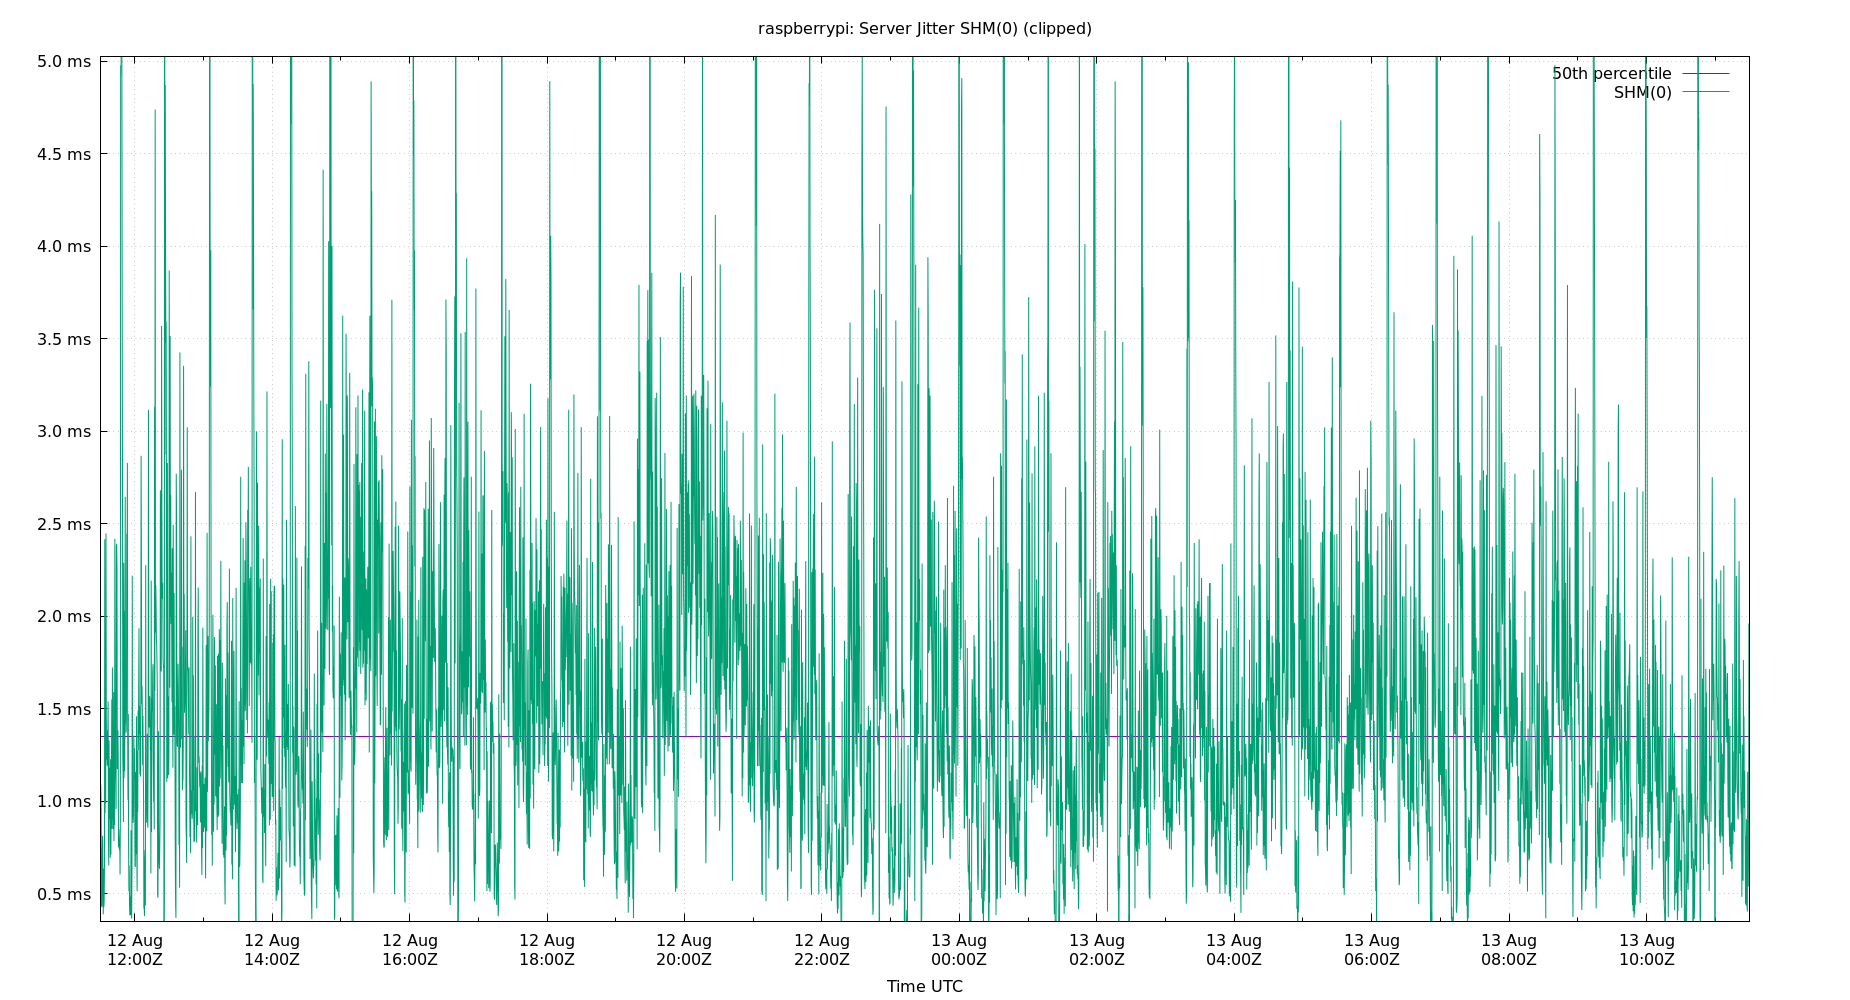 raspberrypi: Server Jitter SHM(0) (clipped)
5.0 ms
4.5 ms
4.0 ms
3.5 ms
3.0 ms
2.5 ms
2.0 ms
1.5 ms
1.0 ms
0.5 ms
50th percentile
SHM(0)
12 Aug 12 Aug 12 Aug 12 Aug 12 Aug 12 Aug 13 Aug 13 Aug 13 Aug 13 Aug 13 Aug 13 Aug
12:00Z 14:00Z 16:00Z 18:00Z 20:00Z 22:00Z 00:00Z 02:00Z 04:00Z 06:00Z 08:00Z 10:00Z
Time UTC